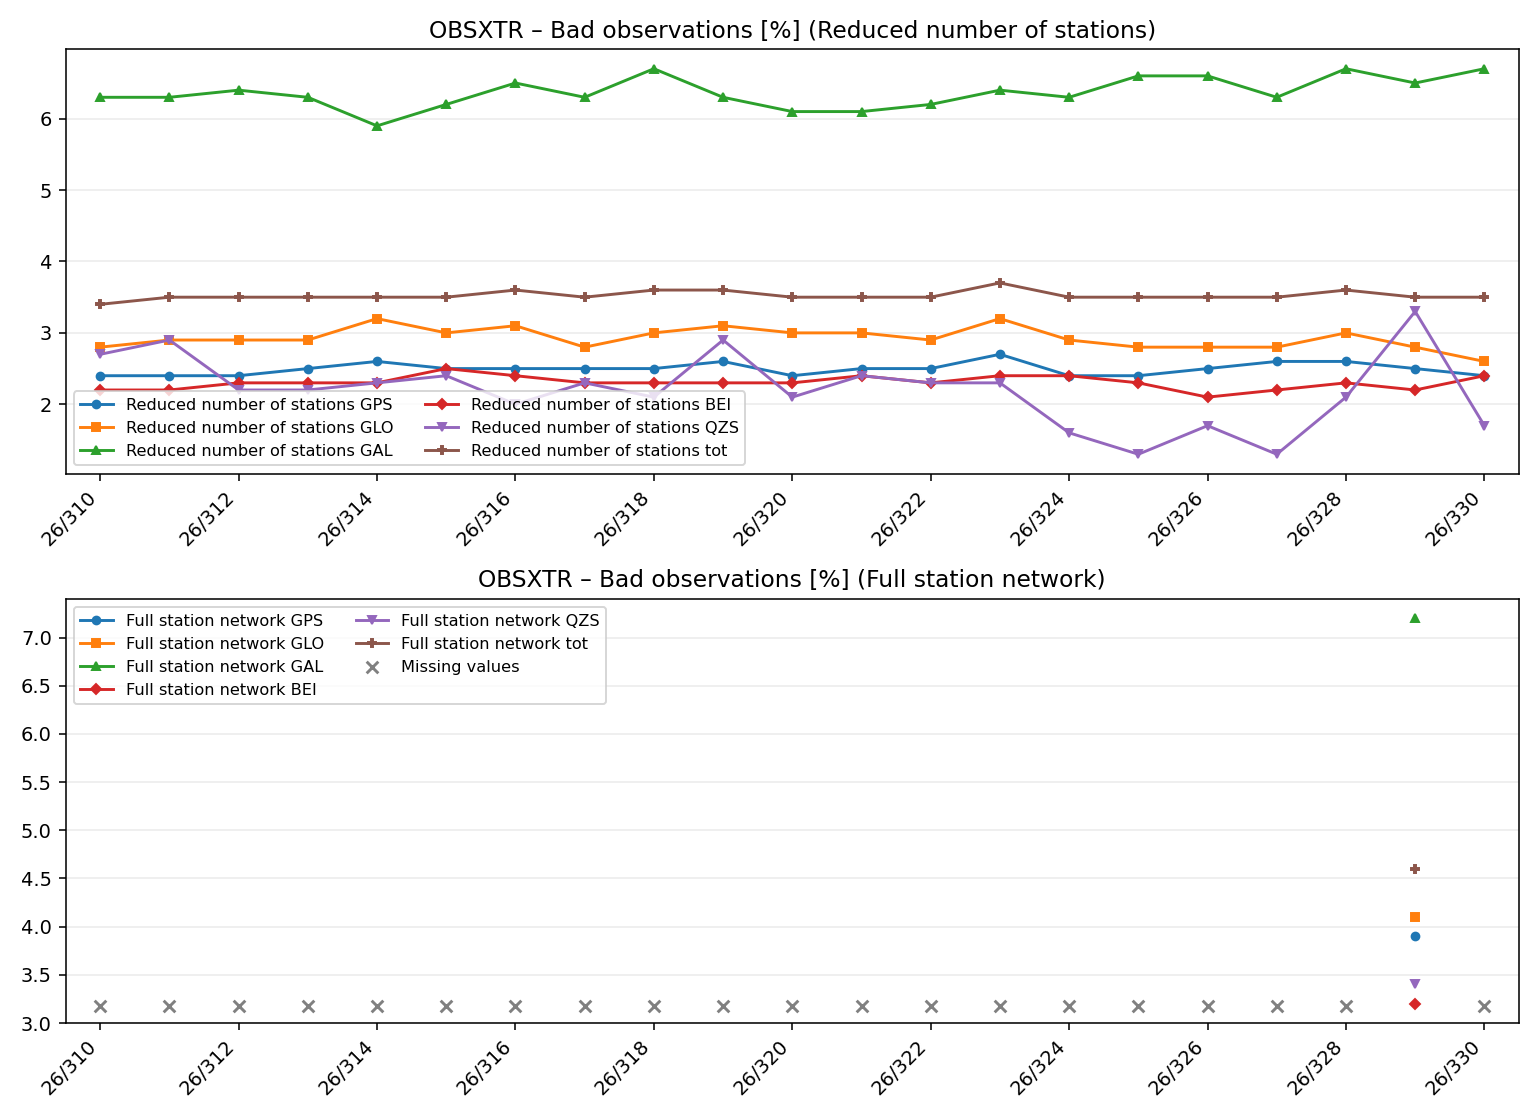 OBSXTR – Bad observations [%] (Reduced number of stations)
6
5
4
3
2
Reduced number of stations GPS
Reduced number of stations GLO
Reduced number of stations GAL
Reduced number of stations BEI
Reduced number of stations QZS
Reduced number of stations tot
26/310
26/312
26/314
26/316
26/318
26/320
26/322
26/324
26/326
26/328
26/330
OBSXTR – Bad observations [%] (Full station network)
7.0
6.5
6.0
5.5
5.0
4.5
4.0
3.5
3.0
Full station network GPS
Full station network GLO
Full station network GAL
Full station network BEI
Full station network QZS
Full station network tot
Missing values
26/310
26/312
26/314
26/316
26/318
26/320
26/322
26/324
26/326
26/328
26/330